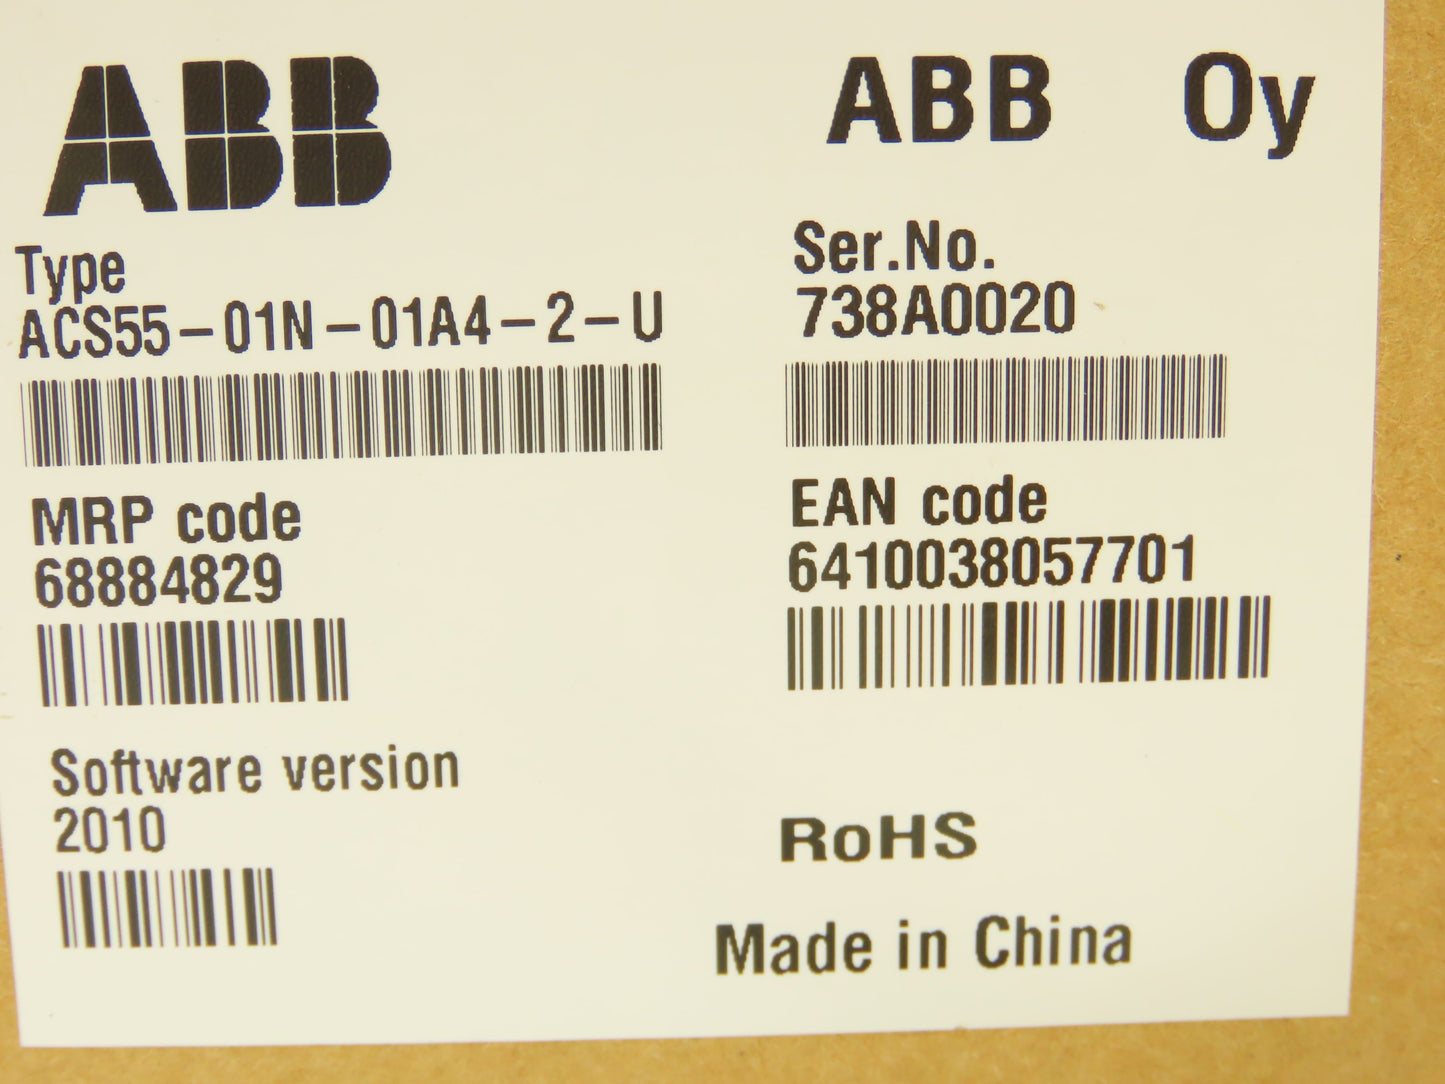 ABB
ABB Oy
Type
ACS55-01N-01A4-2-U
Ser.No.
738A0020
MRP code
68884829
EAN code
6410038057701
Software version
2010
RoHS
Made in China